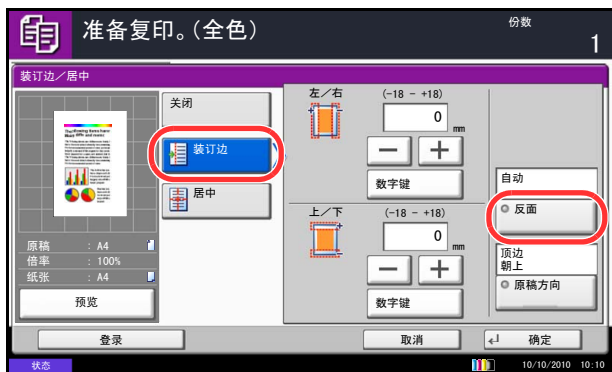 准备复印。(全色)
份数
1
装订边／居中
关闭
装订边
居中
原稿 : A4
倍率 : 100%
纸张 : A4
预览
左／右
(-18 - +18)
0 mm
数字键
上／下
(-18 - +18)
0 mm
数字键
自动
反面
顶边
朝上
原稿方向
登录
取消
确定
状态
10/10/2010 10:10